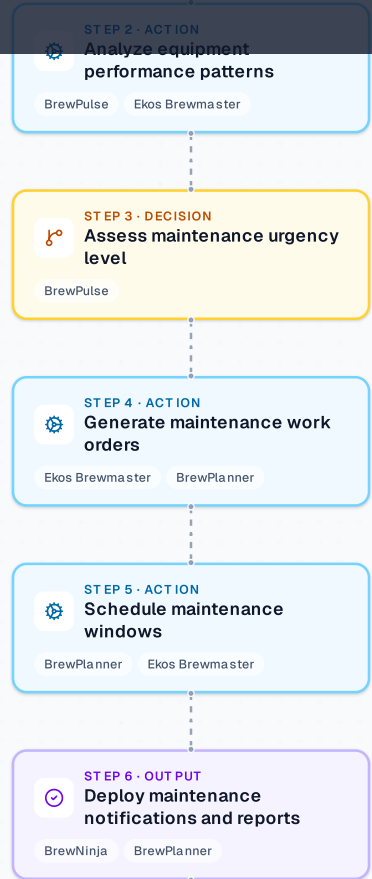 STEP 2 · ACTION
Analyze equipment
performance patterns
BrewPulse Ekos Brewmaster
STEP 3 · DECISION
Assess maintenance urgency
level
BrewPulse
STEP 4 · ACTION
Generate maintenance work
orders
Ekos Brewmaster BrewPlanner
STEP 5 · ACTION
Schedule maintenance
windows
BrewPlanner Ekos Brewmaster
STEP 6 · OUTPUT
Deploy maintenance
notifications and reports
BrewNinja BrewPlanner